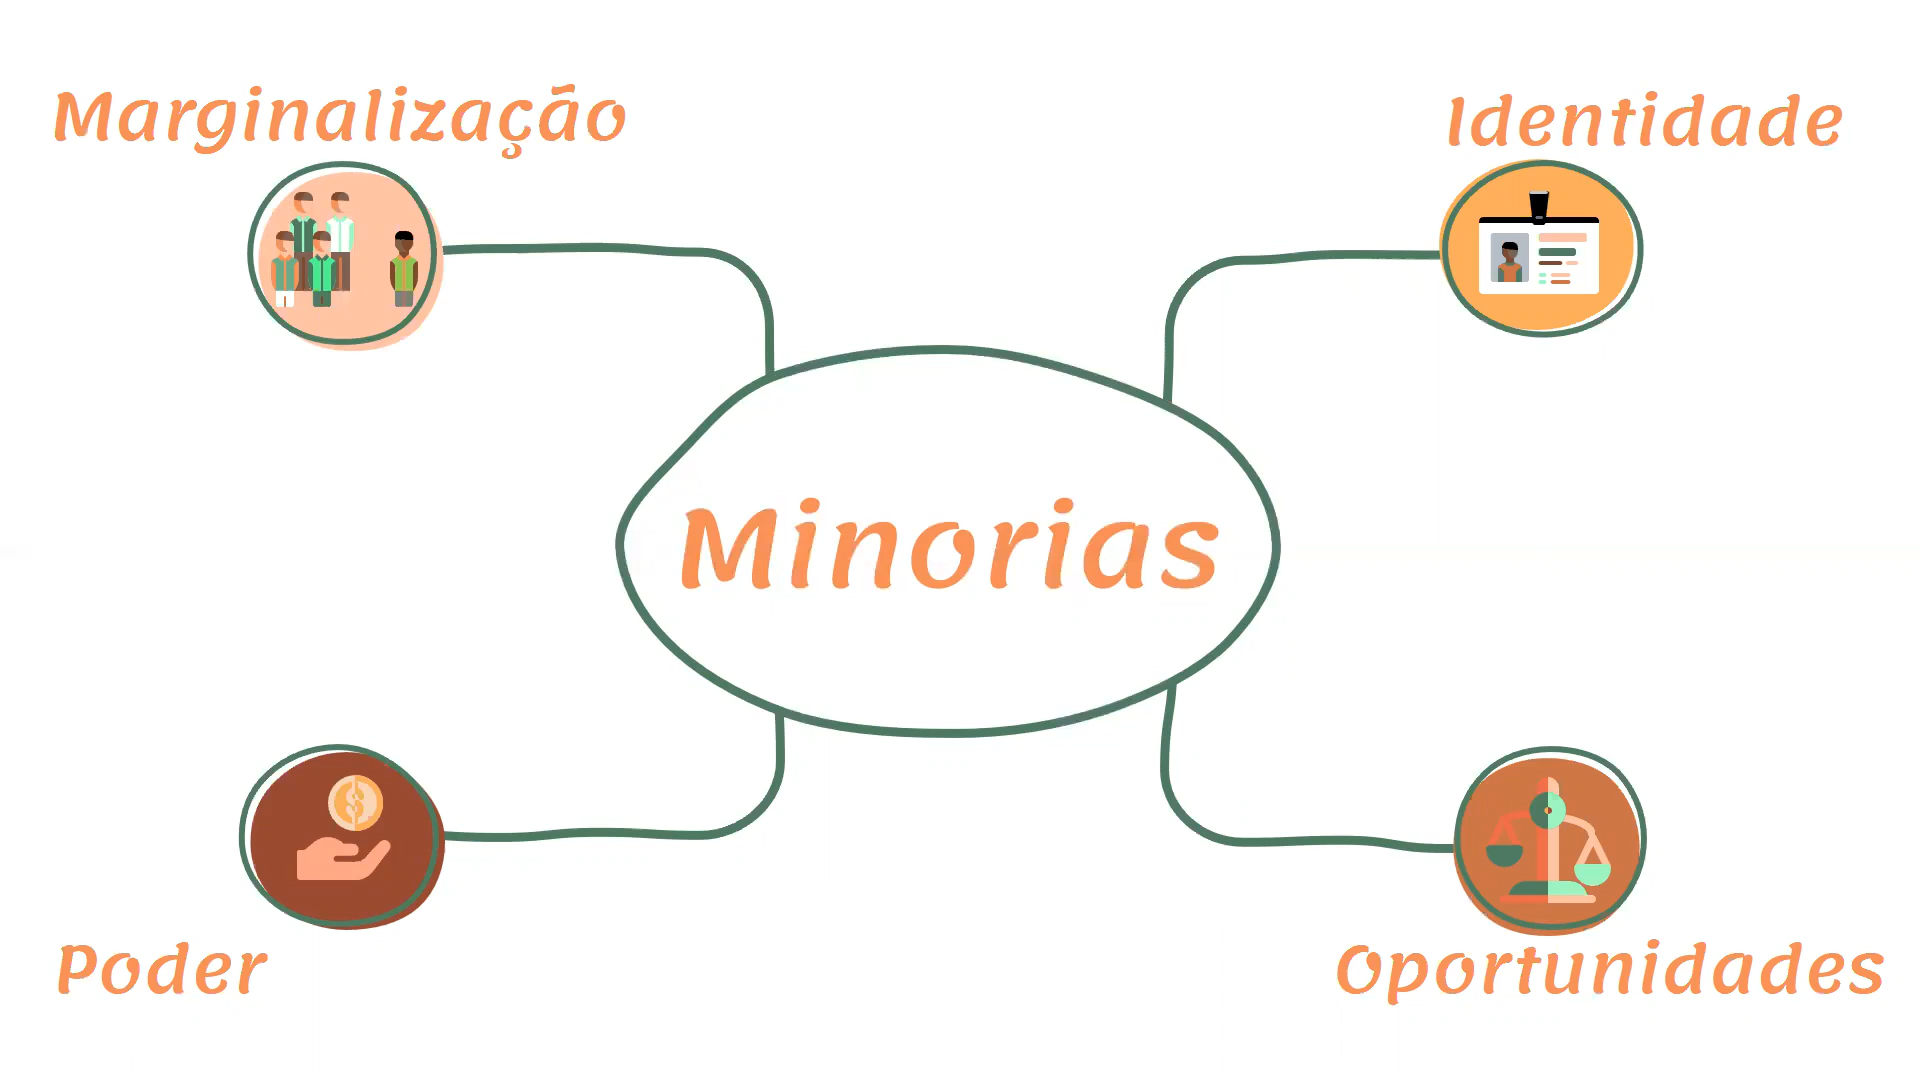 Marginalização
Identidade
Minorias
Poder
Oportunidades